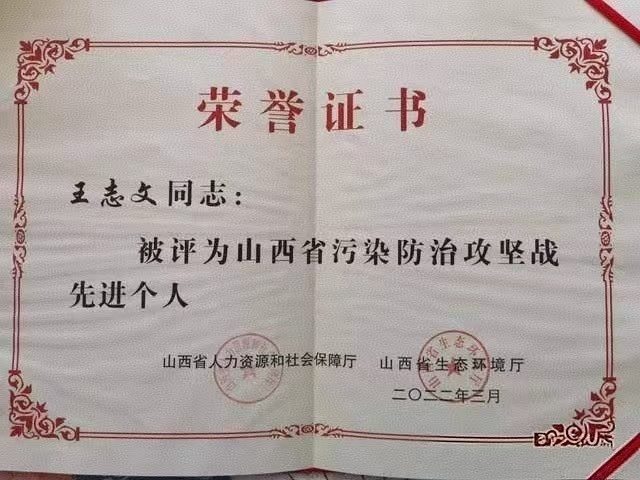 荣誉证书
王志文同志：
被评为山西省污染防治攻坚战
先进个人
山西省人力资源和社会保障厅 山西省生态环境厅
二〇二二年三月